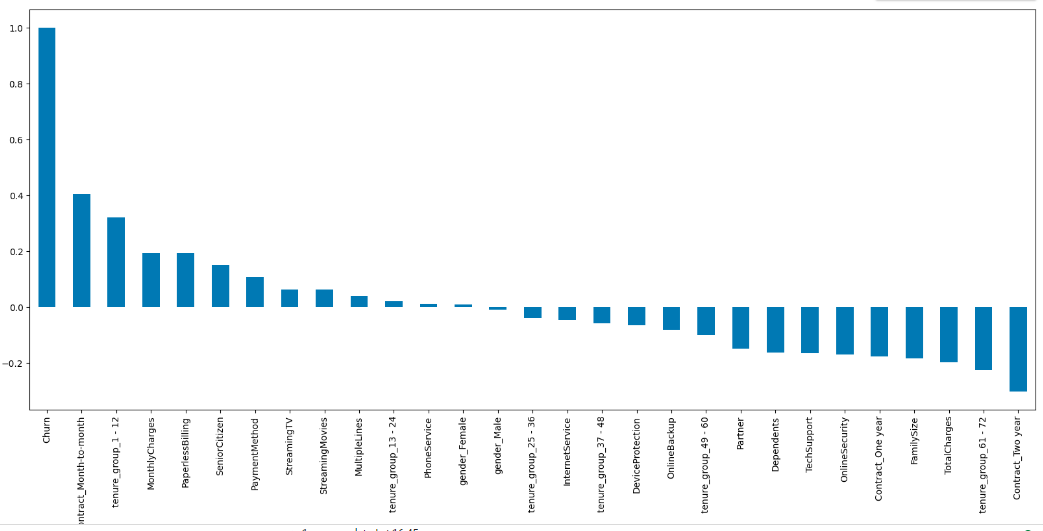 1.0
0.8
0.6
0.4
0.2
0.0
−0.2
Churn
ntract_Month-to-month
tenure_group_1 - 12
MonthlyCharges
PaperlessBilling
SeniorCitizen
PaymentMethod
StreamingTV
StreamingMovies
MultipleLines
tenure_group_13 - 24
PhoneService
gender_Female
gender_Male
tenure_group_25 - 36
InternetService
tenure_group_37 - 48
DeviceProtection
OnlineBackup
tenure_group_49 - 60
Partner
Dependents
TechSupport
OnlineSecurity
Contract_One year
FamilySize
TotalCharges
tenure_group_61 - 72
Contract_Two year